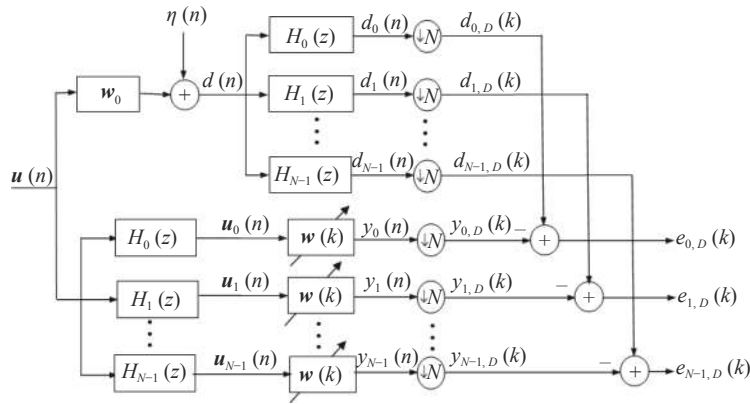 η(n)
H₀(z) d₀(n) ↓N d₀,D(k)
w₀ + d(n) H₁(z) d₁(n) ↓N d₁,D(k)
u(n) H_{N−1}(z) d_{N−1}(n) ↓N d_{N−1,D}(k)
H₀(z) u₀(n) w(k) y₀(n) ↓N y₀,D(k) − + e₀,D(k)
H₁(z) u₁(n) w(k) y₁(n) ↓N y₁,D(k) − + e₁,D(k)
H_{N−1}(z) u_{N−1}(n) w(k) y_{N−1}(n) ↓N y_{N−1,D}(k) − + e_{N−1,D}(k)